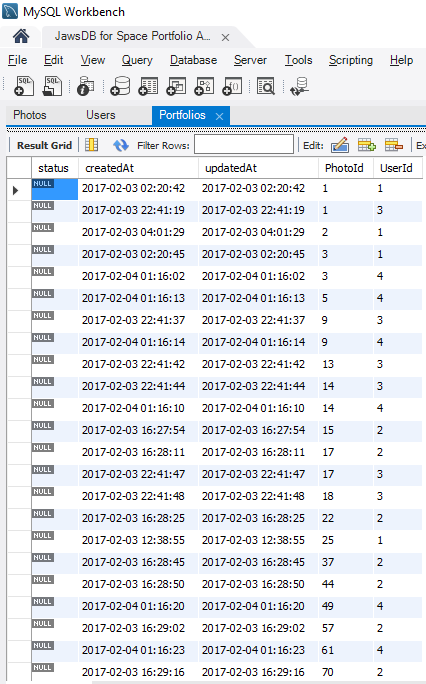 MySQL Workbench
JawsDB for Space Portfolio A... ×
File Edit View Query Database Server Tools Scripting Help
Photos Users Portfolios ×
Result Grid Filter Rows: Edit: Ex
status createdAt updatedAt PhotoId UserId
NULL 2017-02-03 02:20:42 2017-02-03 02:20:42 1 1
NULL 2017-02-03 22:41:19 2017-02-03 22:41:19 1 3
NULL 2017-02-03 04:01:29 2017-02-03 04:01:29 2 1
NULL 2017-02-03 02:20:45 2017-02-03 02:20:45 3 1
NULL 2017-02-04 01:16:02 2017-02-04 01:16:02 3 4
NULL 2017-02-04 01:16:13 2017-02-04 01:16:13 5 4
NULL 2017-02-03 22:41:37 2017-02-03 22:41:37 9 3
NULL 2017-02-04 01:16:14 2017-02-04 01:16:14 9 4
NULL 2017-02-03 22:41:42 2017-02-03 22:41:42 13 3
NULL 2017-02-03 22:41:44 2017-02-03 22:41:44 14 3
NULL 2017-02-04 01:16:10 2017-02-04 01:16:10 14 4
NULL 2017-02-03 16:27:54 2017-02-03 16:27:54 15 2
NULL 2017-02-03 16:28:11 2017-02-03 16:28:11 17 2
NULL 2017-02-03 22:41:47 2017-02-03 22:41:47 17 3
NULL 2017-02-03 22:41:48 2017-02-03 22:41:48 18 3
NULL 2017-02-03 16:28:25 2017-02-03 16:28:25 22 2
NULL 2017-02-03 12:38:55 2017-02-03 12:38:55 25 1
NULL 2017-02-03 16:28:45 2017-02-03 16:28:45 37 2
NULL 2017-02-03 16:28:50 2017-02-03 16:28:50 44 2
NULL 2017-02-04 01:16:20 2017-02-04 01:16:20 49 4
NULL 2017-02-03 16:29:02 2017-02-03 16:29:02 57 2
NULL 2017-02-04 01:16:23 2017-02-04 01:16:23 61 4
NULL 2017-02-03 16:29:16 2017-02-03 16:29:16 70 2